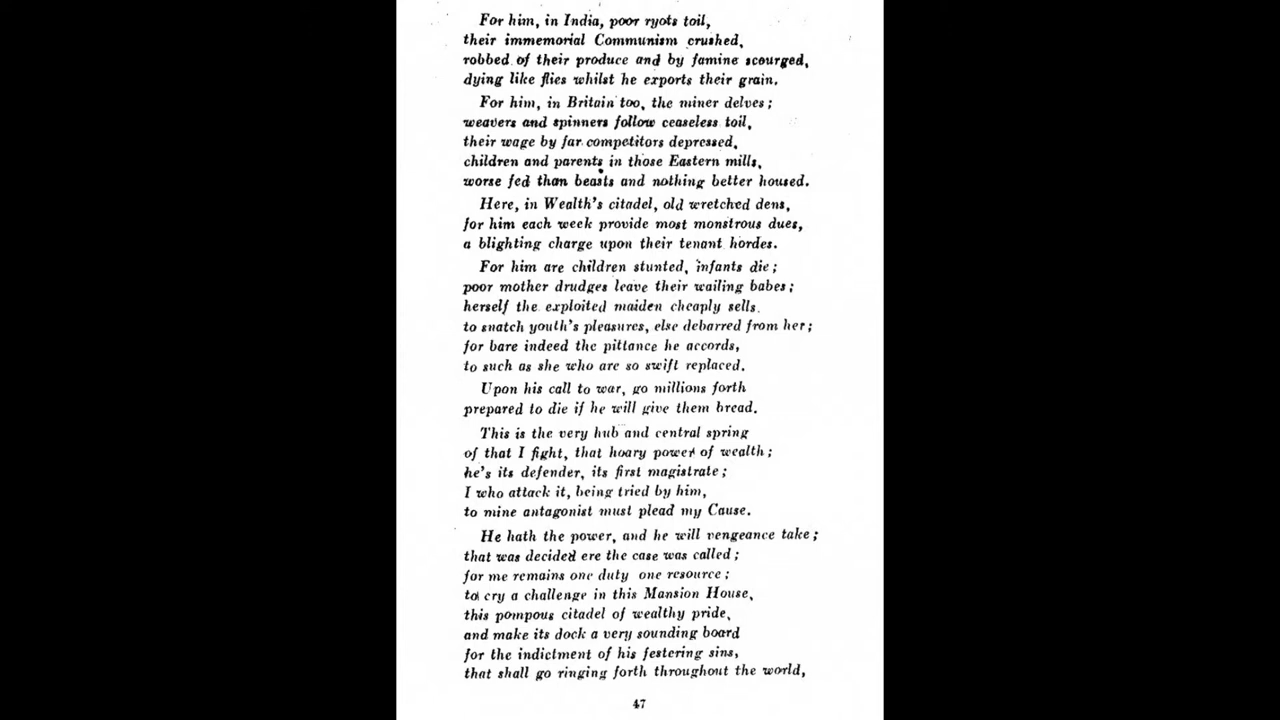 For him, in India, poor ryots toil,
their immemorial Communism crushed,
robbed of their produce and by famine scourged,
dying like flies whilst he exports their grain.
For him, in Britain too, the miner delves;
weavers and spinners follow ceaseless toil,
their wage by far competitors depressed,
children and parents in those Eastern mills,
worse fed than beasts and nothing better housed.
Here, in Wealth's citadel, old wretched dens,
for him each week provide most monstrous dues,
a blighting charge upon their tenant hordes.
For him are children stunted, infants die;
poor mother drudges leave their wailing babes;
herself the exploited maiden cheaply sells
to snatch youth's pleasures, else debarred from her;
for bare indeed the pittance he accords,
to such as she who are so swift replaced.
Upon his call to war, go millions forth
prepared to die if he will give them bread.
This is the very hub and central spring
of that I fight, that hoary power of wealth;
he's its defender, its first magistrate;
I who attack it, being tried by him,
to mine antagonist must plead my Cause.
He hath the power, and he will vengeance take;
that was decided ere the case was called;
for me remains one duty one resource;
to cry a challenge in this Mansion House,
this pompous citadel of wealthy pride,
and make its dock a very sounding board
for the indictment of his festering sins,
that shall go ringing forth throughout the world,
47